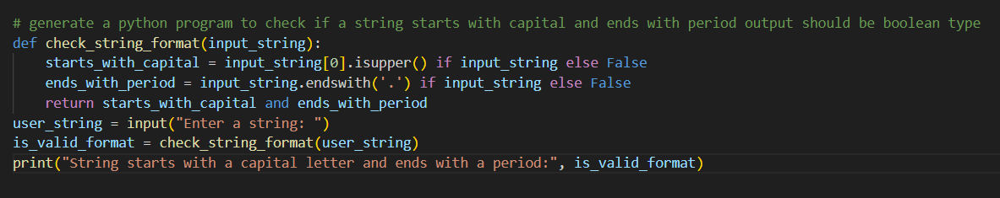 # generate a python program to check if a string starts with capital and ends with period output should be boolean type
def check_string_format(input_string):
    starts_with_capital = input_string[0].isupper() if input_string else False
    ends_with_period = input_string.endswith('.') if input_string else False
    return starts_with_capital and ends_with_period
user_string = input("Enter a string: ")
is_valid_format = check_string_format(user_string)
print("String starts with a capital letter and ends with a period:", is_valid_format)